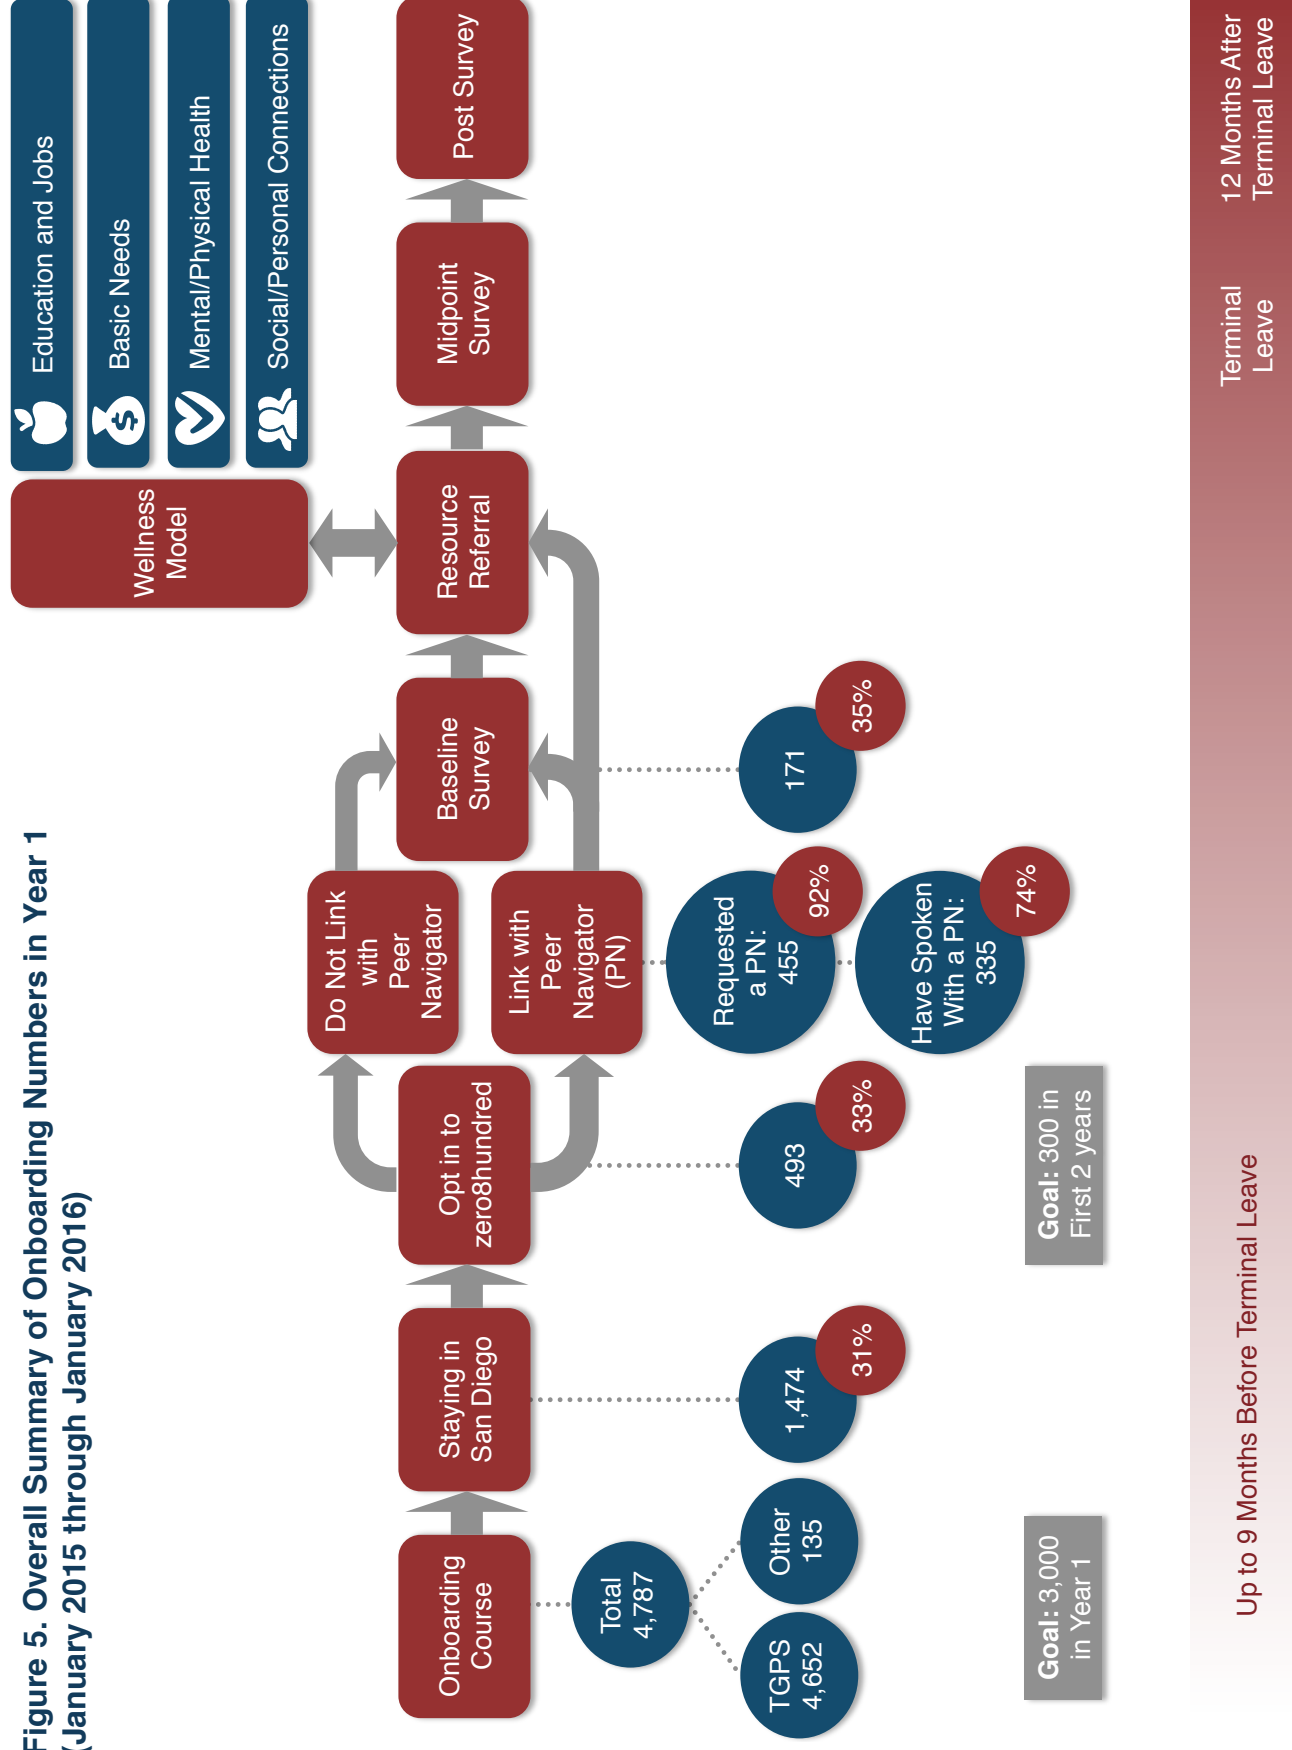 Figure 5. Overall Summary of Onboarding Numbers in Year 1
(January 2015 through January 2016)
Wellness
Model
Education and Jobs
Basic Needs
$
Mental/Physical Health
Social/Personal Connections
Onboarding
Course
Staying in
San Diego
Opt in to
zero8hundred
Do Not Link
with
Peer
Navigator
Link with
Peer
Navigator
(PN)
Baseline
Survey
Resource
Referral
Midpoint
Survey
Post Survey
Total
4,787
TGPS
4,652
Other
135
1,474
31%
493
33%
Requested
a PN:
455
92%
Have Spoken
With a PN:
335
74%
171
35%
Goal: 3,000
in Year 1
Goal: 300 in
First 2 years
Up to 9 Months Before Terminal Leave
Terminal
Leave
12 Months After
Terminal Leave